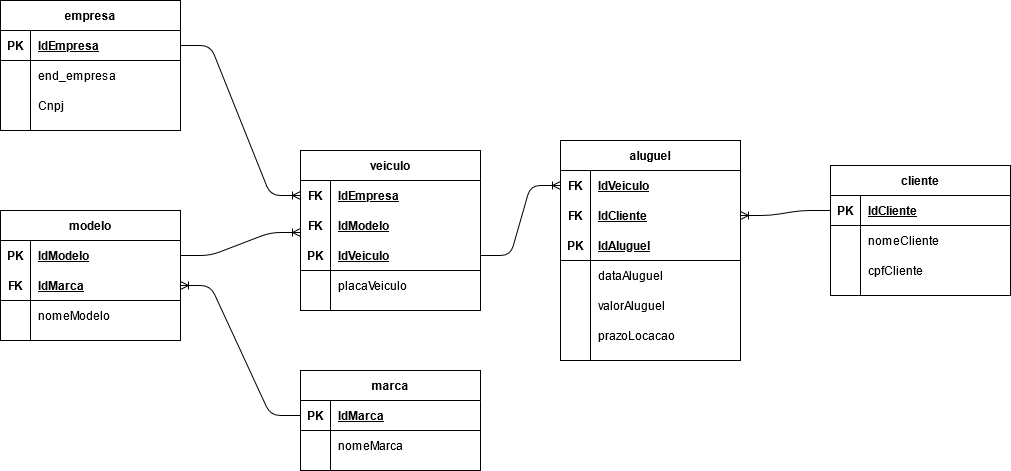 empresa
PK IdEmpresa
end_empresa
Cnpj
modelo
PK IdModelo
FK IdMarca
nomeModelo
veiculo
FK IdEmpresa
FK IdModelo
PK IdVeiculo
placaVeiculo
marca
PK IdMarca
nomeMarca
aluguel
FK IdVeiculo
FK IdCliente
PK IdAluguel
dataAluguel
valorAluguel
prazoLocacao
cliente
PK IdCliente
nomeCliente
cpfCliente